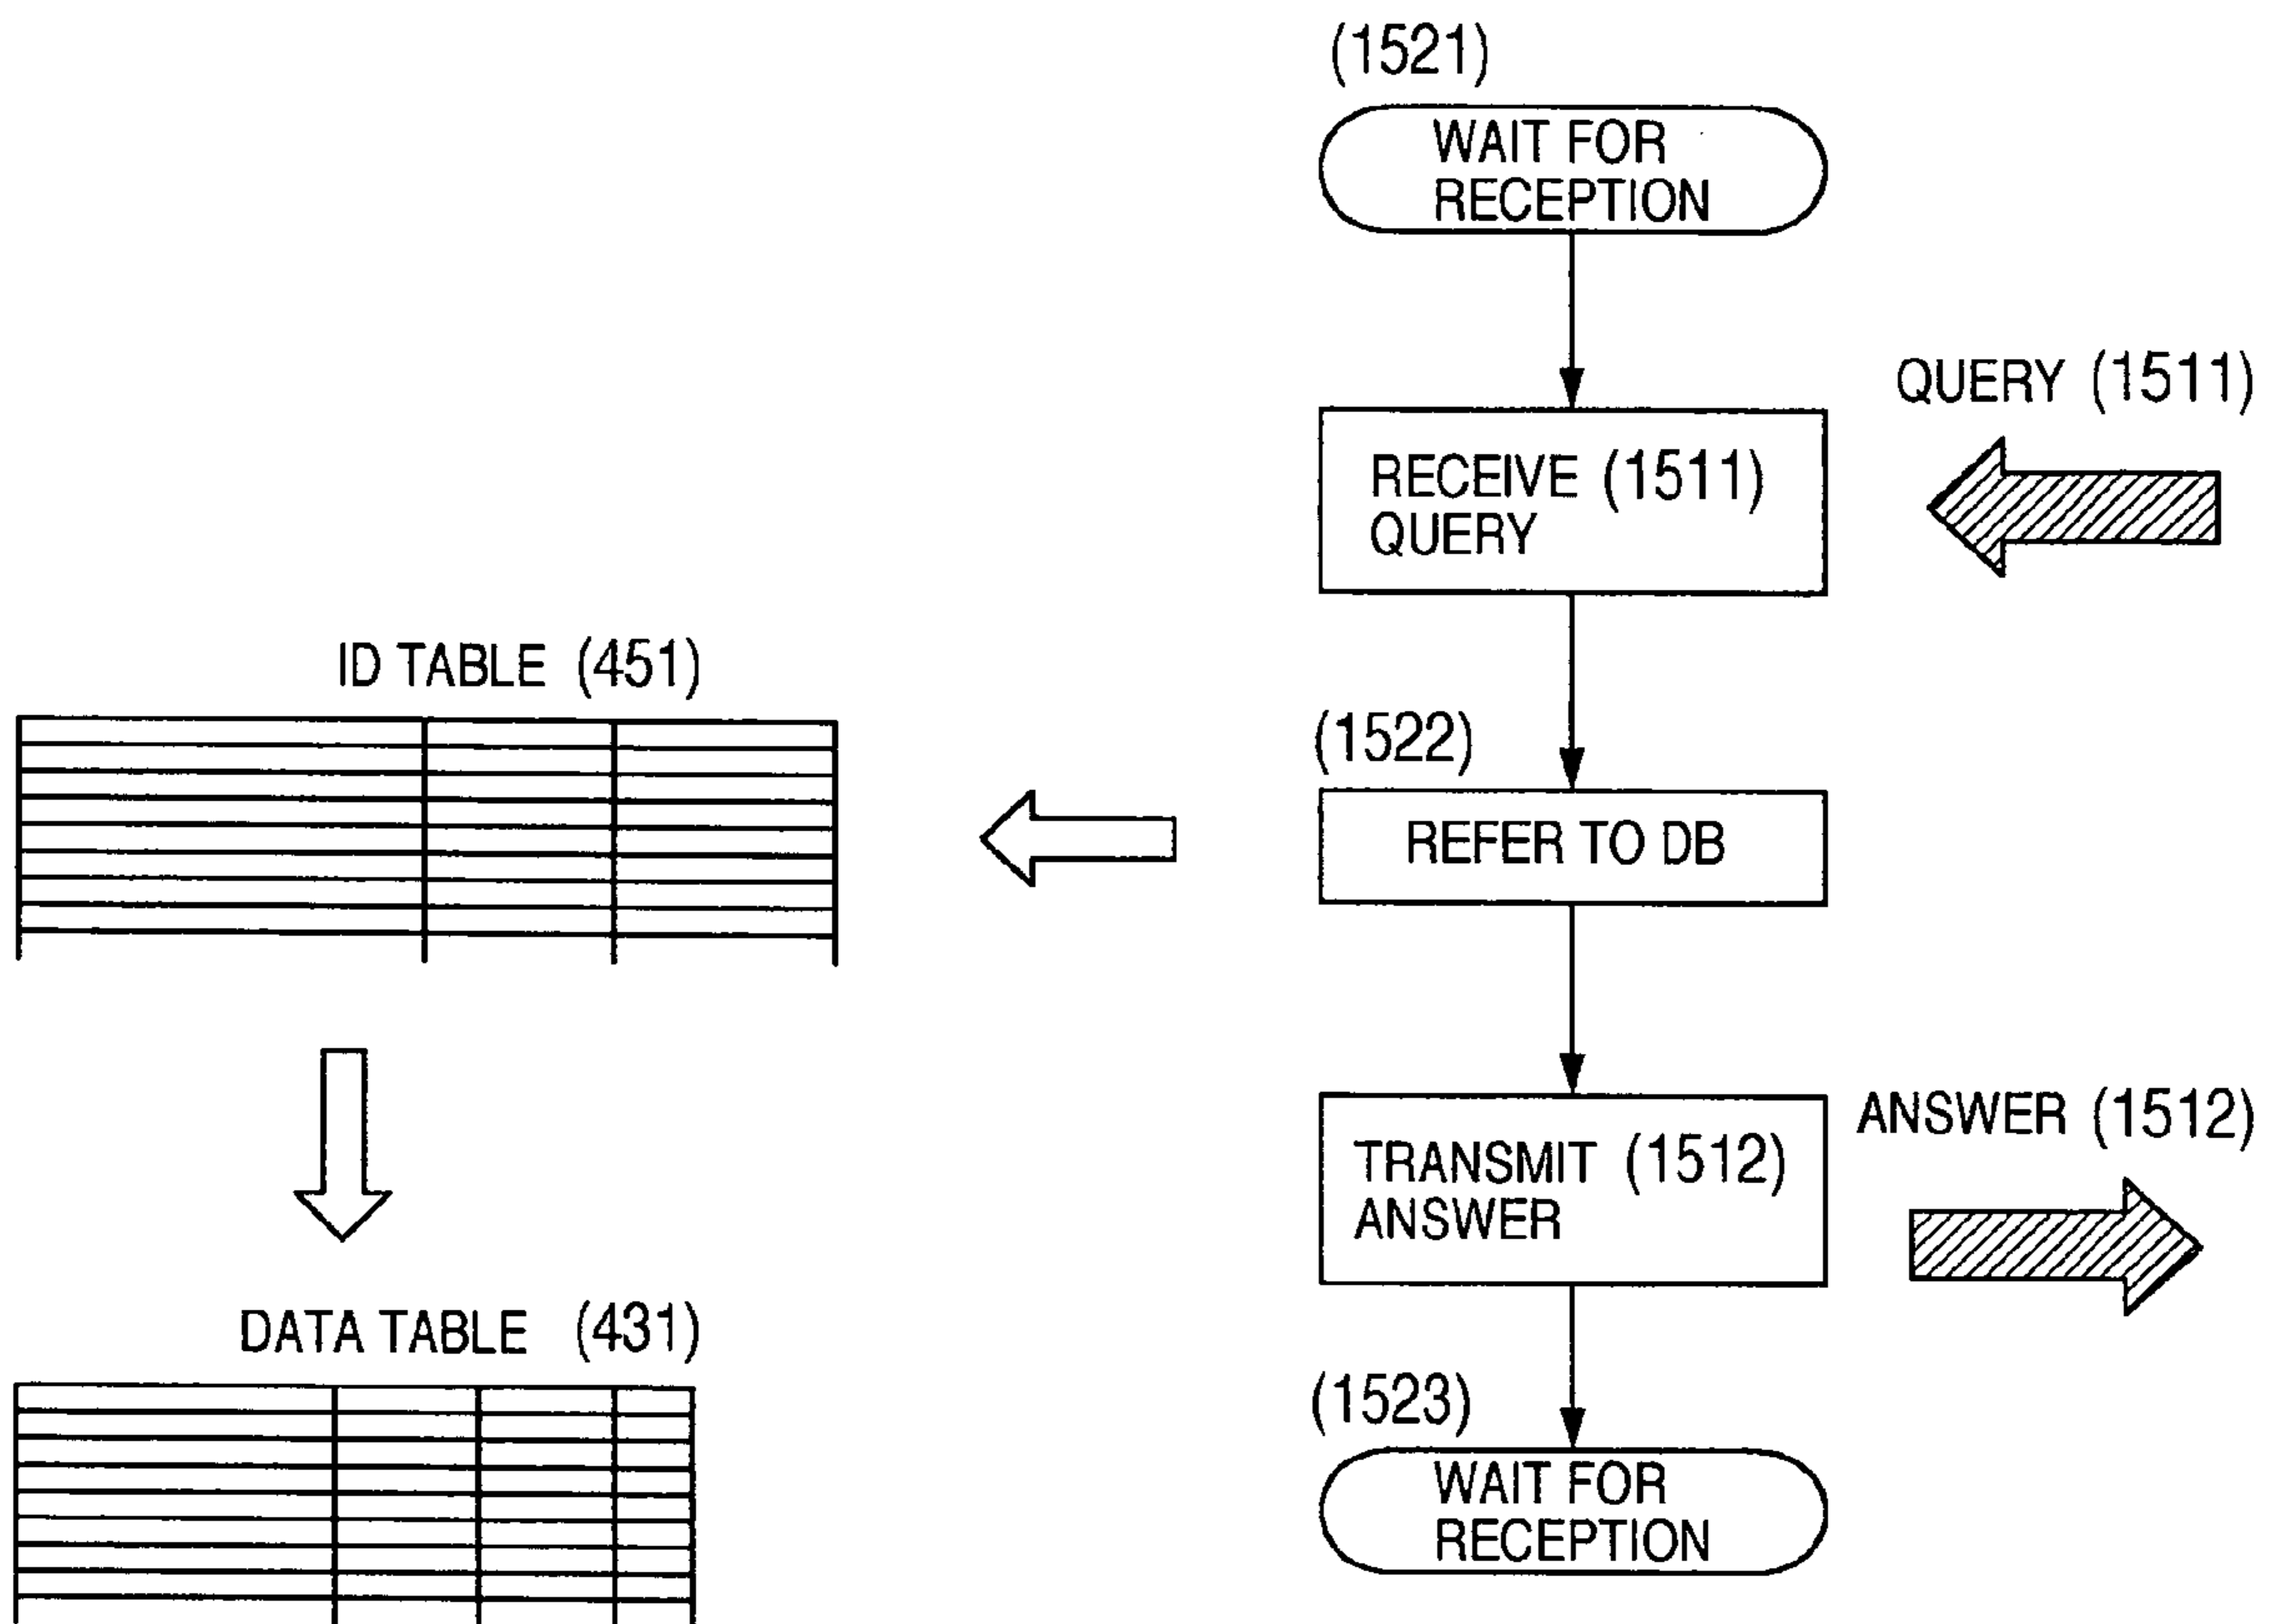 (1521)
WAIT FOR
RECEPTION
QUERY (1511)
RECEIVE (1511)
QUERY
ID TABLE (451)
(1522)
REFER TO DB
ANSWER (1512)
TRANSMIT (1512)
ANSWER
DATA TABLE (431)
(1523)
WAIT FOR
RECEPTION